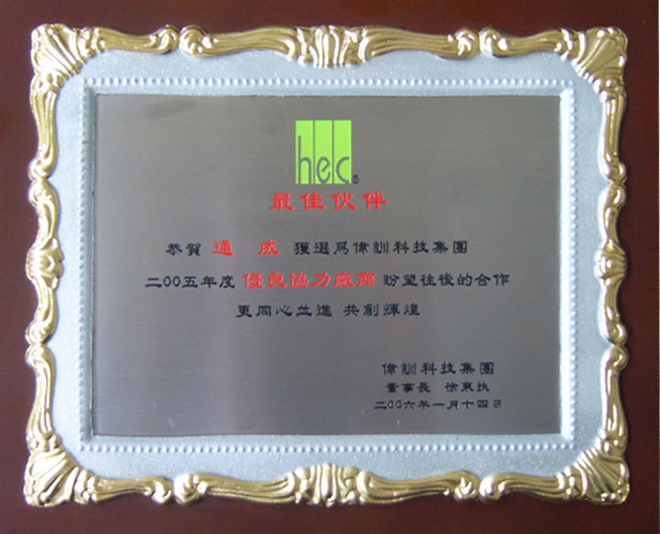 hec®
最佳伙伴
恭賀 通 威 獲選為偉訓科技集團
二00五年度 優良協力廠商 盼望往後的合作
更同心並進 共創輝煌
偉訓科技集團
董事長 徐東扶
二00六年一月十四日